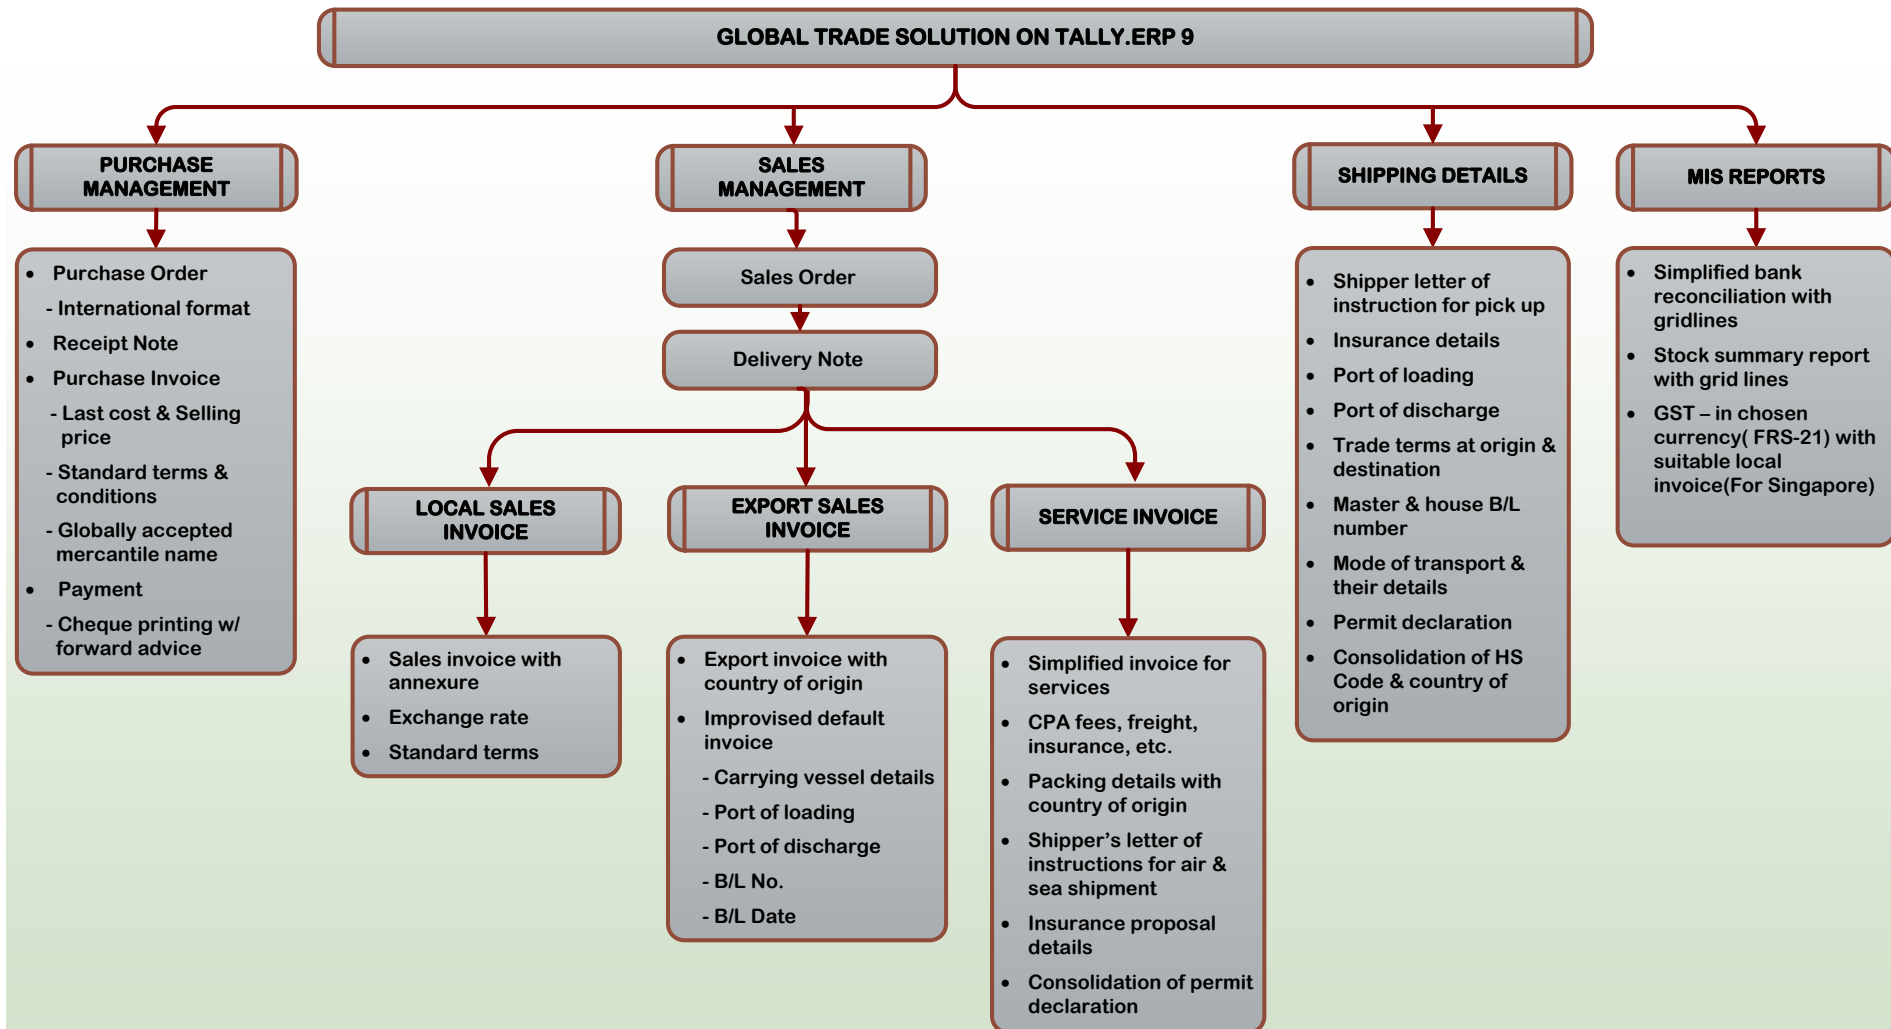 GLOBAL TRADE SOLUTION ON TALLY.ERP 9
PURCHASE
MANAGEMENT
• Purchase Order
- International format
• Receipt Note
• Purchase Invoice
- Last cost & Selling
price
- Standard terms &
conditions
- Globally accepted
mercantile name
• Payment
- Cheque printing w/
forward advice
SALES
MANAGEMENT
Sales Order
Delivery Note
LOCAL SALES
INVOICE
• Sales invoice with
annexure
• Exchange rate
• Standard terms
EXPORT SALES
INVOICE
• Export invoice with
country of origin
• Improvised default
invoice
- Carrying vessel details
- Port of loading
- Port of discharge
- B/L No.
- B/L Date
SERVICE INVOICE
• Simplified invoice for
services
• CPA fees, freight,
insurance, etc.
• Packing details with
country of origin
• Shipper’s letter of
instructions for air &
sea shipment
• Insurance proposal
details
• Consolidation of permit
declaration
SHIPPING DETAILS
• Shipper letter of
instruction for pick up
• Insurance details
• Port of loading
• Port of discharge
• Trade terms at origin &
destination
• Master & house B/L
number
• Mode of transport &
their details
• Permit declaration
• Consolidation of HS
Code & country of
origin
MIS REPORTS
• Simplified bank
reconciliation with
gridlines
• Stock summary report
with grid lines
• GST – in chosen
currency( FRS-21) with
suitable local
invoice(For Singapore)